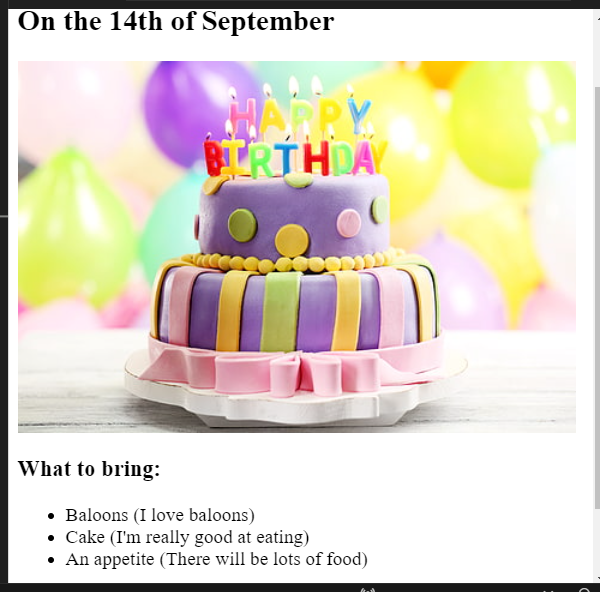 On the 14th of September
HAPPY
BIRTHDAY
What to bring:
Baloons (I love baloons)
Cake (I'm really good at eating)
An appetite (There will be lots of food)